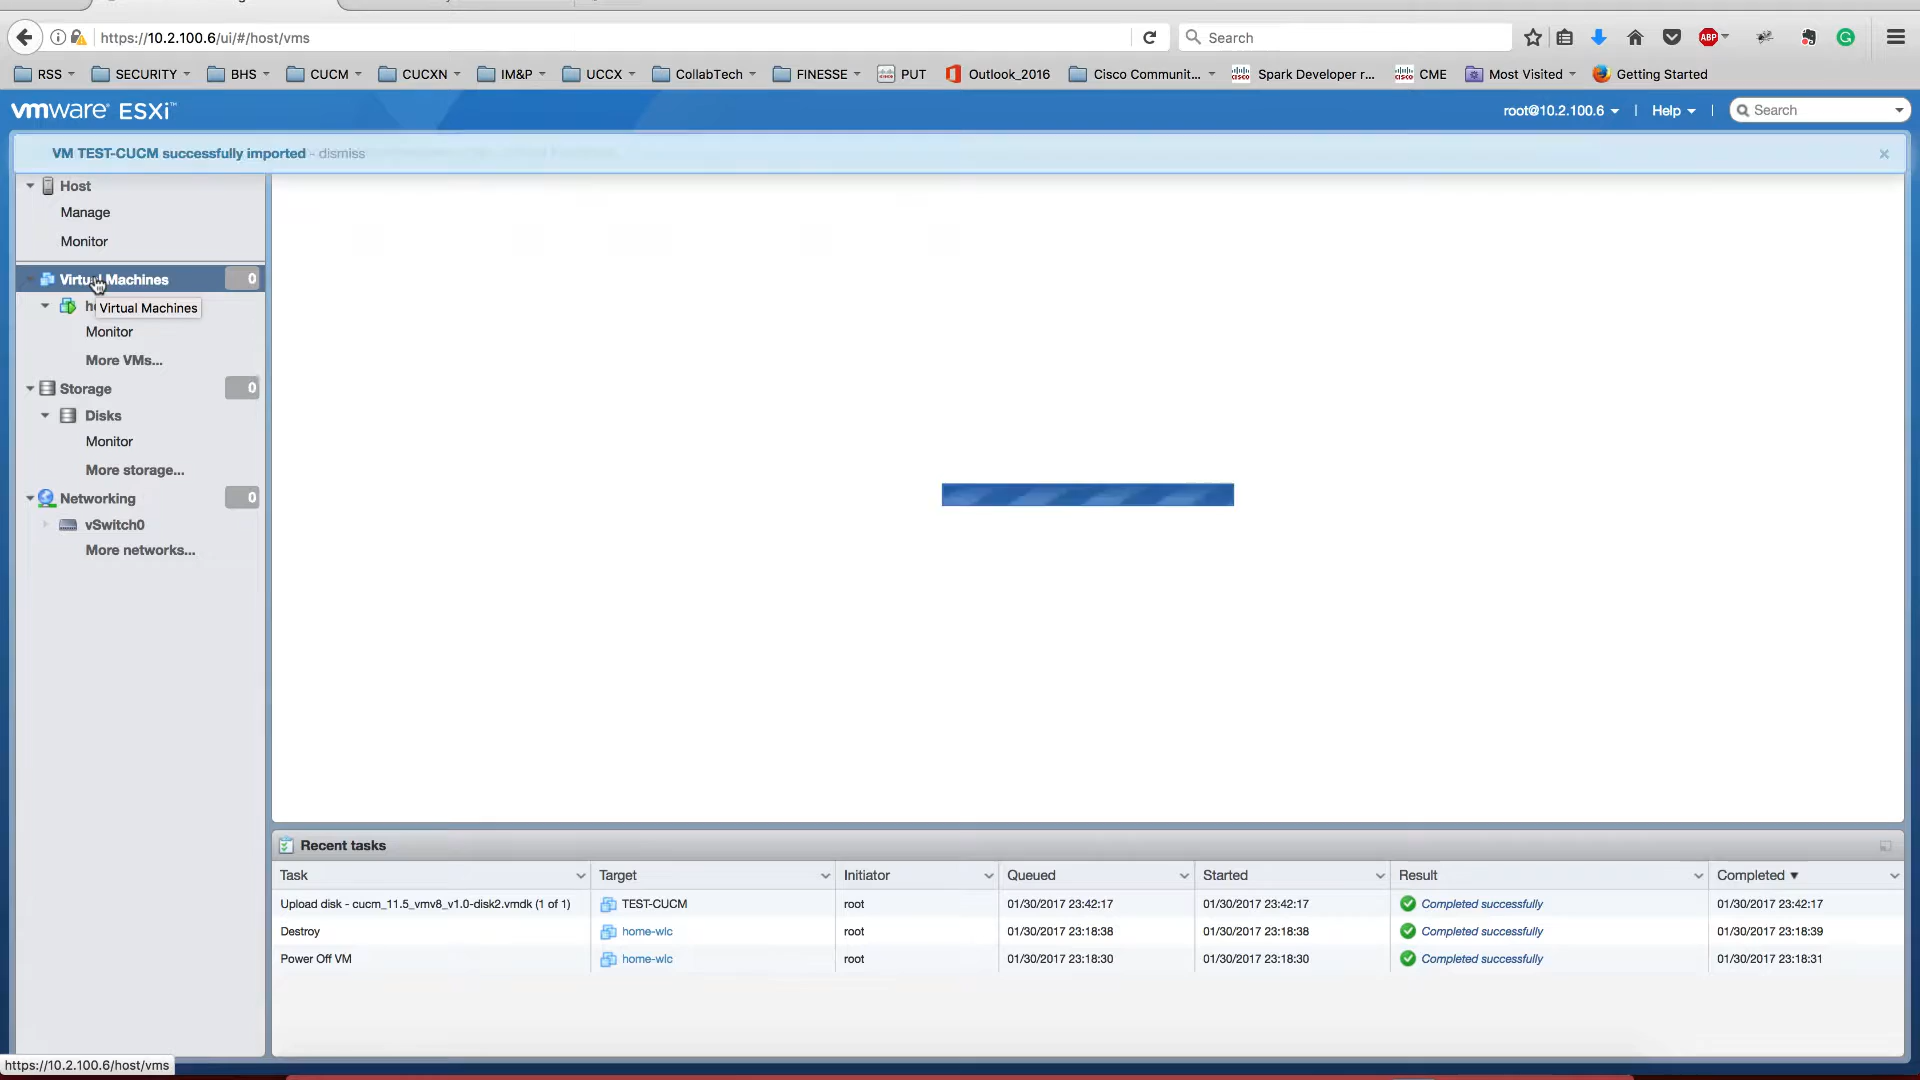 https://10.2.100.6/ui/#/host/vms
Search
RSS
SECURITY
BHS
CUCM
CUCXN
IM&P
UCCX
CollabTech
FINESSE
PUT
Outlook_2016
Cisco Communit...
Spark Developer r...
CME
Most Visited
Getting Started
vmware ESXi™
root@10.2.100.6
Help
Search
VM TEST-CUCM successfully imported - dismiss
Host
Manage
Monitor
Virtual Machines 0
Virtual Machines
Monitor
More VMs...
Storage 0
Disks
Monitor
More storage...
Networking 0
vSwitch0
More networks...
Recent tasks
Task Target Initiator Queued Started Result Completed
Upload disk - cucm_11.5_vmv8_v1.0-disk2.vmdk (1 of 1) TEST-CUCM root 01/30/2017 23:42:17 01/30/2017 23:42:17 Completed successfully 01/30/2017 23:42:17
Destroy home-wlc root 01/30/2017 23:18:38 01/30/2017 23:18:38 Completed successfully 01/30/2017 23:18:39
Power Off VM home-wlc root 01/30/2017 23:18:30 01/30/2017 23:18:30 Completed successfully 01/30/2017 23:18:31
https://10.2.100.6/host/vms